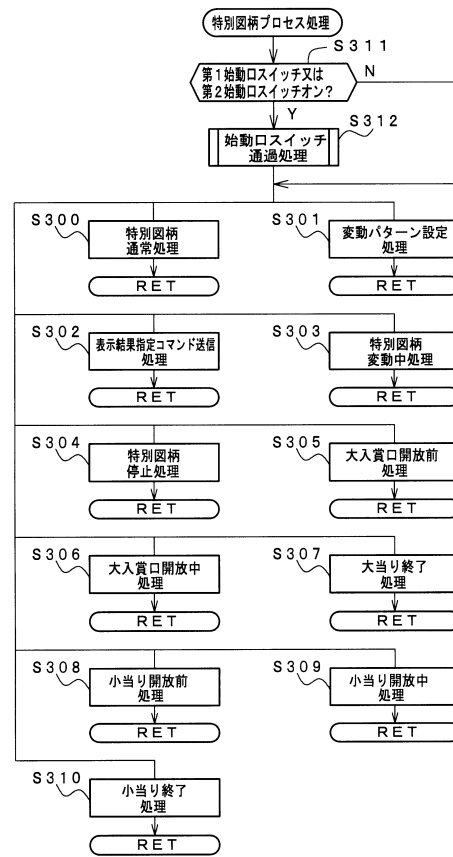 特別図柄プロセス処理
S311
第1始動口スイッチ又は
第2始動口スイッチオン?
N
Y
S312
始動口スイッチ
通過処理
S300
特別図柄
通常処理
RET
S301
変動パターン設定
処理
RET
S302
表示結果指定コマンド送信
処理
RET
S303
特別図柄
変動中処理
RET
S304
特別図柄
停止処理
RET
S305
大入賞口開放前
処理
RET
S306
大入賞口開放中
処理
RET
S307
大当り終了
処理
RET
S308
小当り開放前
処理
RET
S309
小当り開放中
処理
RET
S310
小当り終了
処理
RET